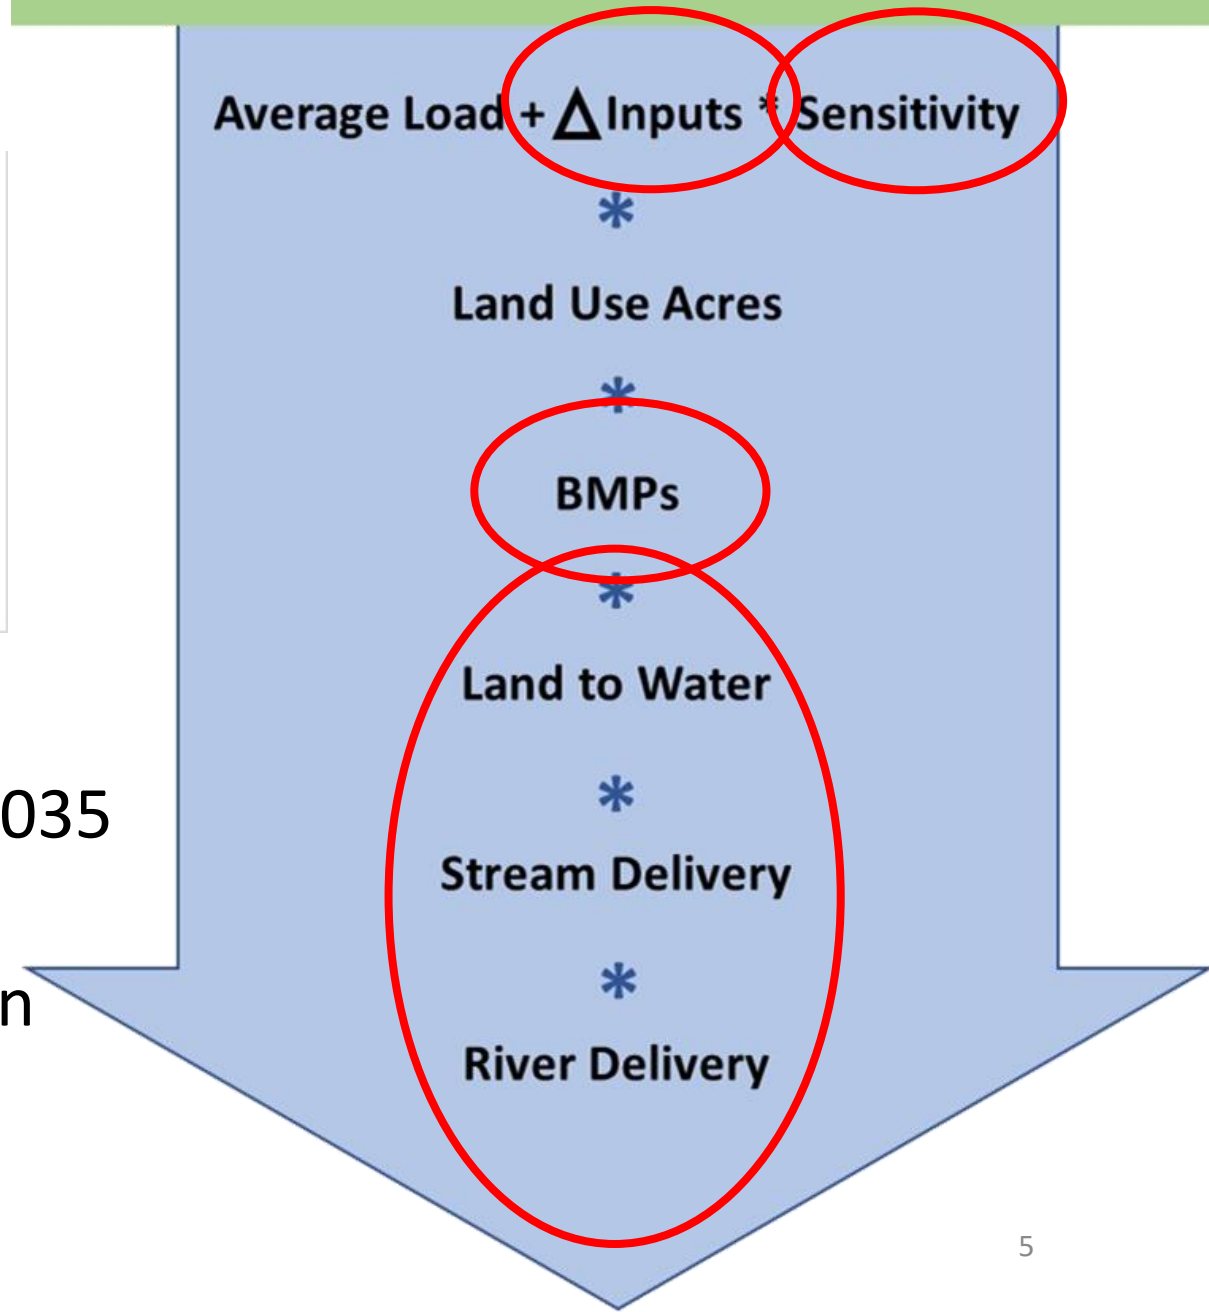 Average Load + Δ Inputs * Sensitivity
*
Land Use Acres
*
BMPs
*
Land to Water
*
035
Stream Delivery
*
n
River Delivery
5